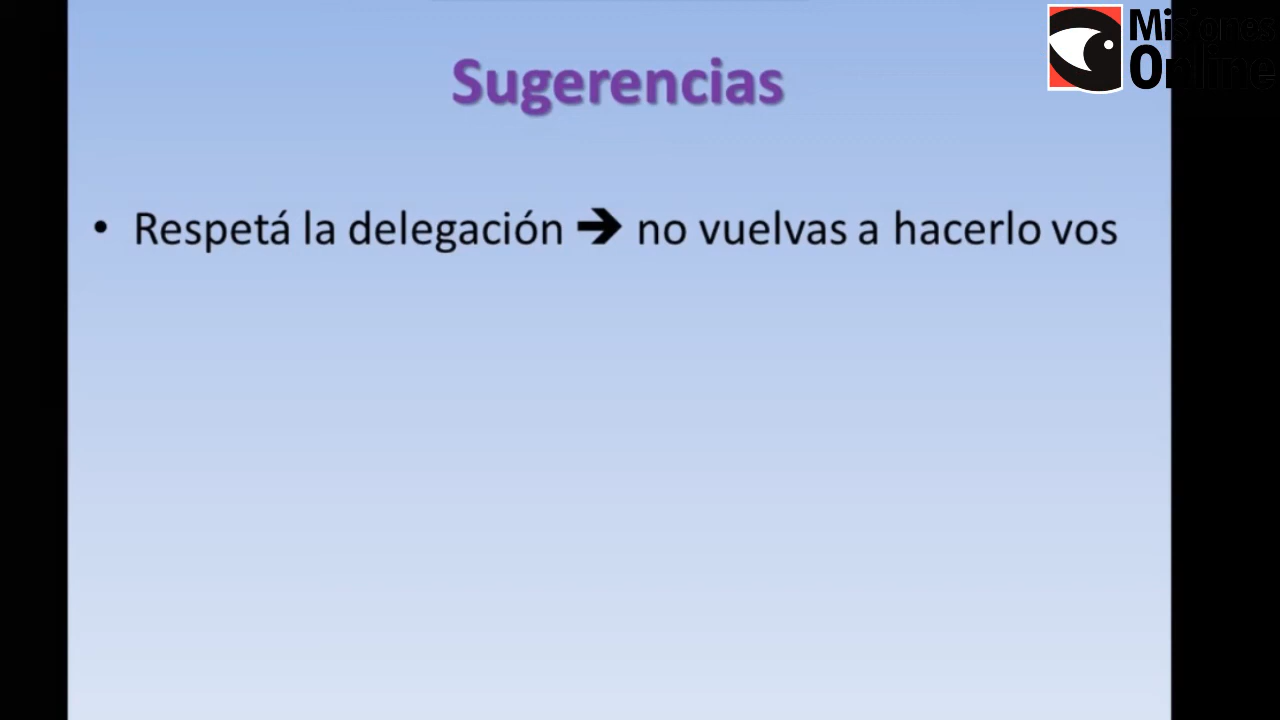 Misiones
Online
Sugerencias
• Respetá la delegación ➔ no vuelvas a hacerlo vos